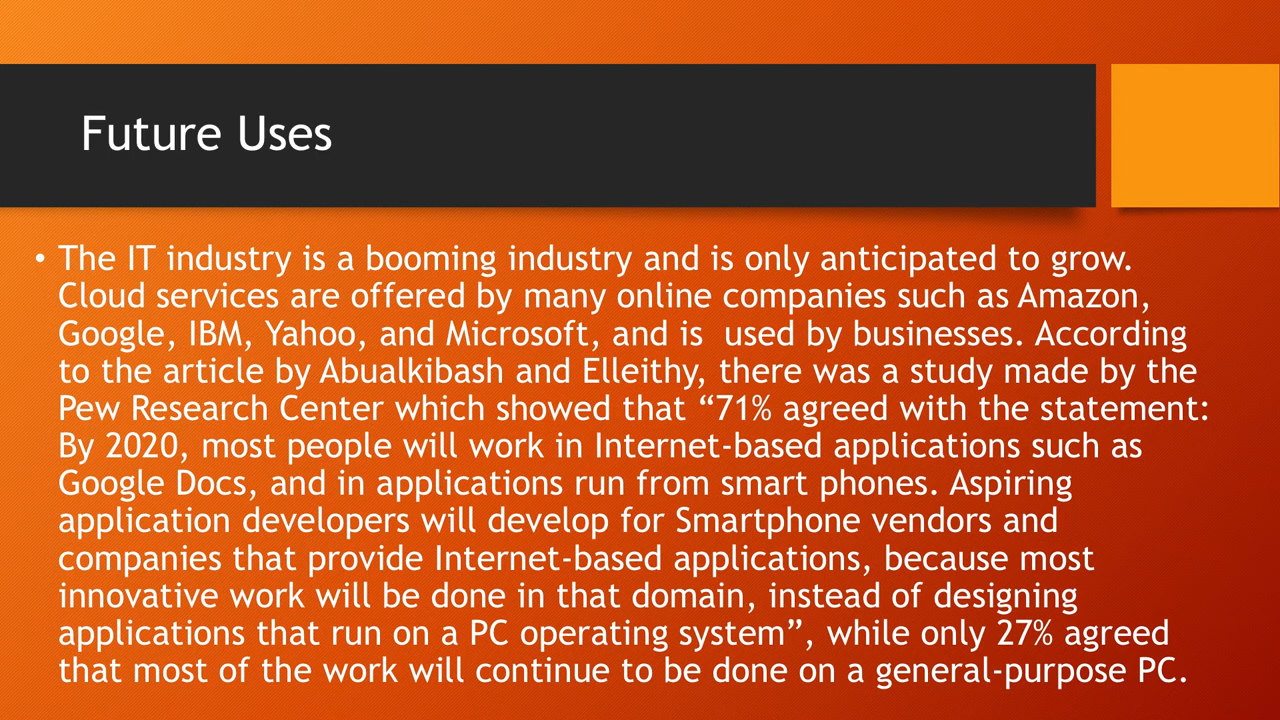 Future Uses
• The IT industry is a booming industry and is only anticipated to grow.
Cloud services are offered by many online companies such as Amazon,
Google, IBM, Yahoo, and Microsoft, and is  used by businesses. According
to the article by Abualkibash and Elleithy, there was a study made by the
Pew Research Center which showed that “71% agreed with the statement:
By 2020, most people will work in Internet-based applications such as
Google Docs, and in applications run from smart phones. Aspiring
application developers will develop for Smartphone vendors and
companies that provide Internet-based applications, because most
innovative work will be done in that domain, instead of designing
applications that run on a PC operating system”, while only 27% agreed
that most of the work will continue to be done on a general-purpose PC.